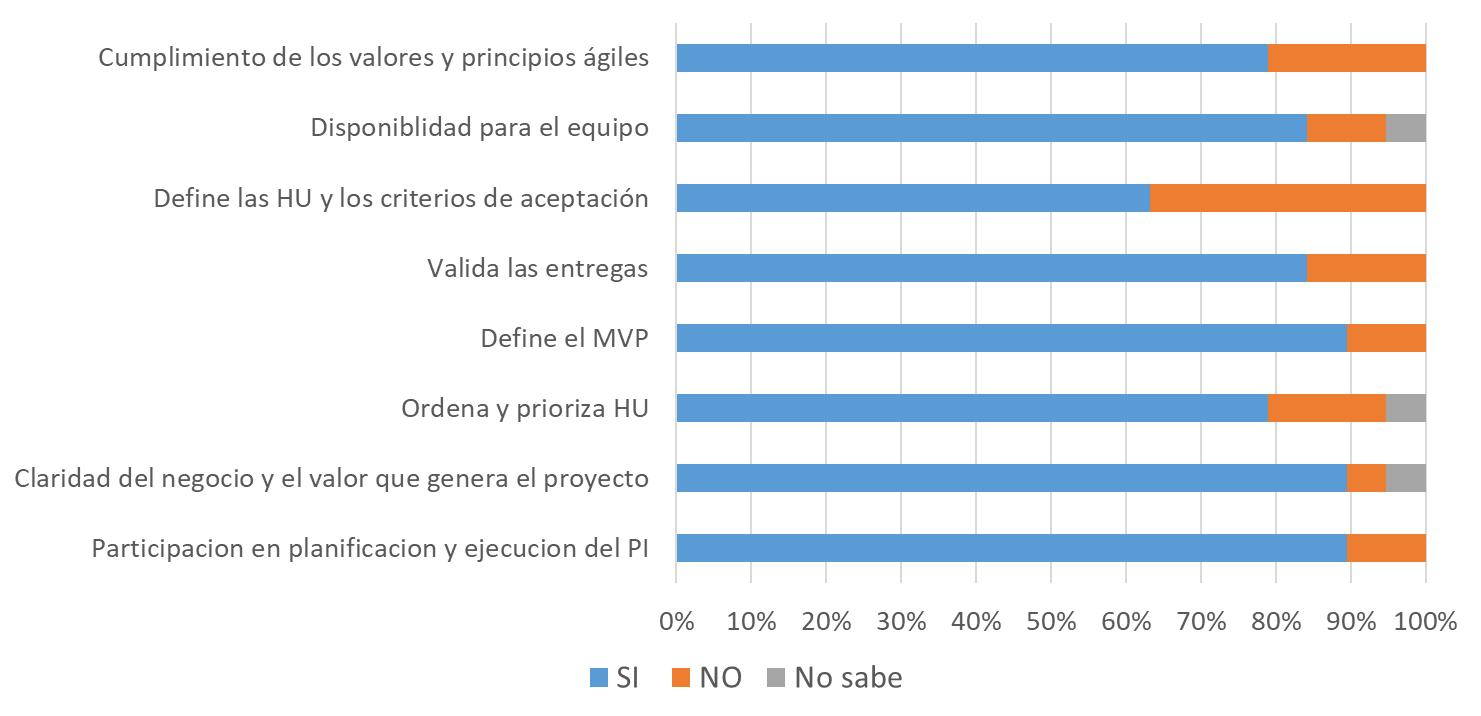 Cumplimiento de los valores y principios ágiles
Disponiblidad para el equipo
Define las HU y los criterios de aceptación
Valida las entregas
Define el MVP
Ordena y prioriza HU
Claridad del negocio y el valor que genera el proyecto
Participacion en planificacion y ejecucion del PI
0% 10% 20% 30% 40% 50% 60% 70% 80% 90% 100%
SI NO No sabe